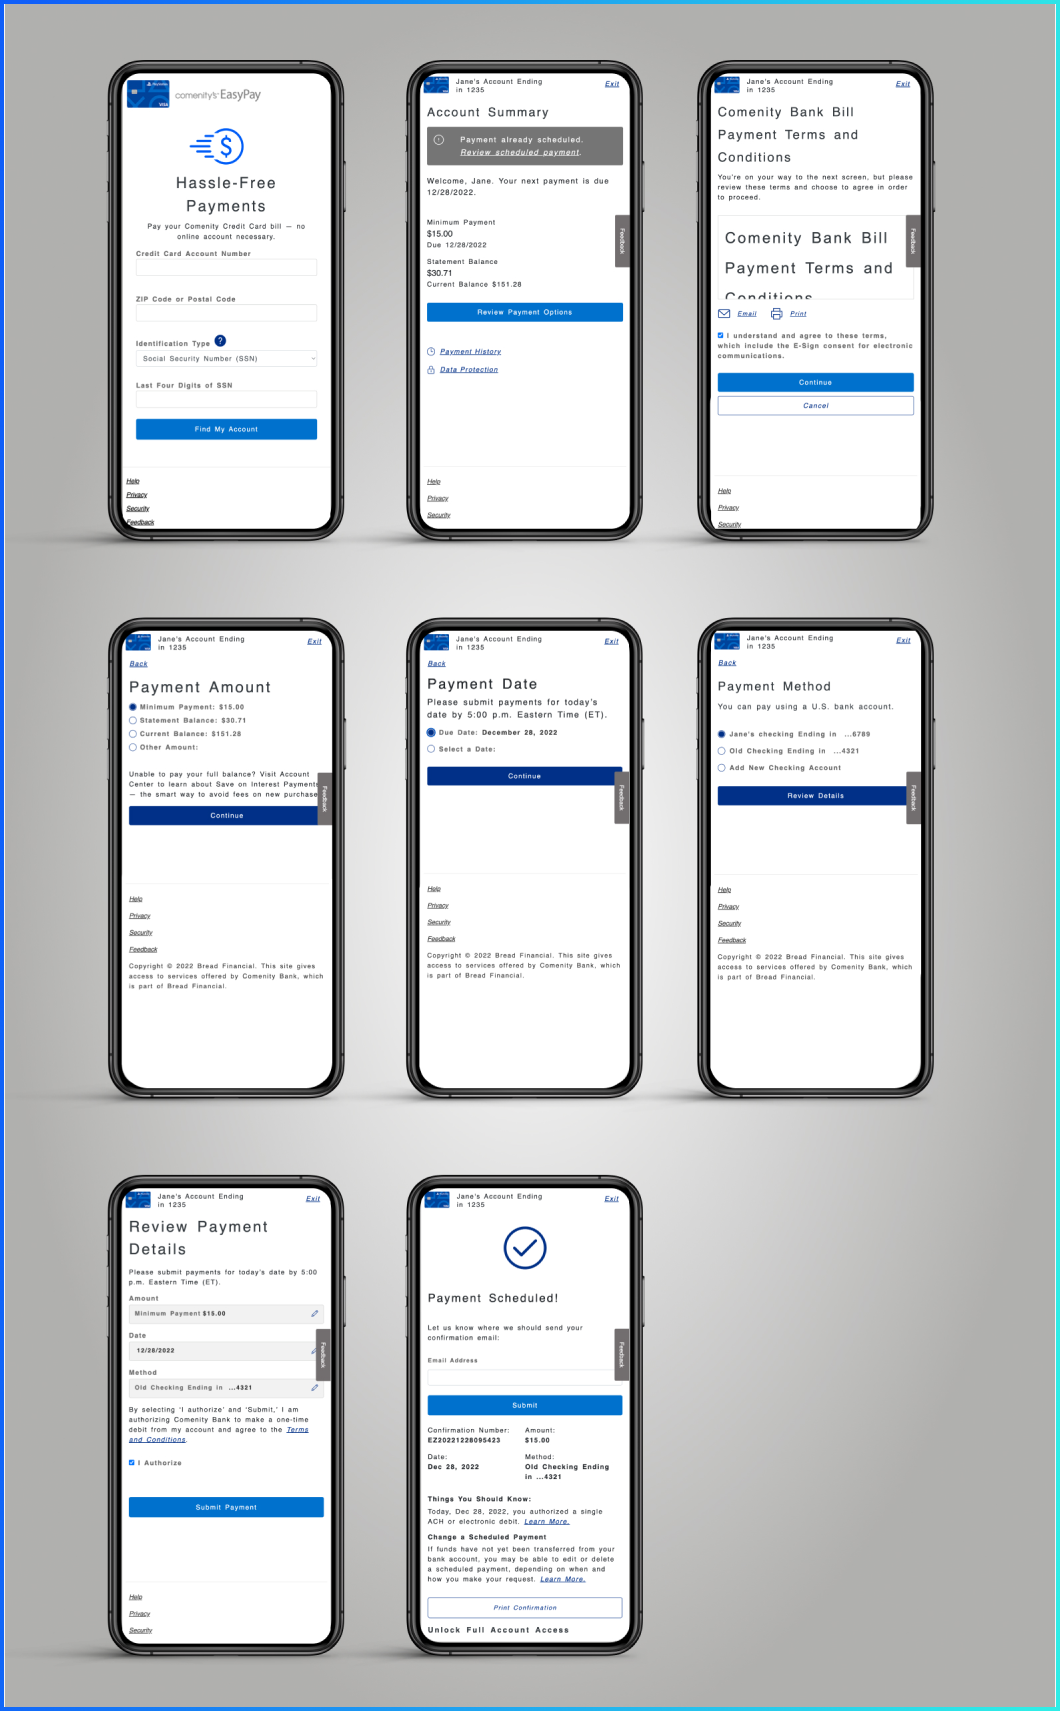 comenity's EasyPay
VISA
Hassle-Free
Payments
Pay your Comenity Credit Card bill — no
online account necessary.
Credit Card Account Number
ZIP Code or Postal Code
Identification Type ?
Social Security Number (SSN)
Last Four Digits of SSN
Find My Account
Help
Privacy
Security
Feedback
Jane's Account Ending
in 1235
Exit
Account Summary
Payment already scheduled.
Review scheduled payment.
Welcome, Jane. Your next payment is due
12/28/2022.
Minimum Payment
$15.00
Due 12/28/2022
Statement Balance
$30.71
Current Balance $151.28
Feedback
Review Payment Options
Payment History
Data Protection
Help
Privacy
Security
Jane's Account Ending
in 1235
Exit
Comenity Bank Bill
Payment Terms and
Conditions
You're on your way to the next screen, but please
review these terms and choose to agree in order
to proceed.
Comenity Bank Bill
Payment Terms and
Conditions
Feedback
Email
Print
I understand and agree to these terms,
which include the E-Sign consent for electronic
communications.
Continue
Cancel
Help
Privacy
Security
Jane's Account Ending
in 1235
Exit
Back
Payment Amount
Minimum Payment: $15.00
Statement Balance: $30.71
Current Balance: $151.28
Other Amount:
Unable to pay your full balance? Visit Account
Center to learn about Save on Interest Payments
— the smart way to avoid fees on new purchase
Feedback
Continue
Help
Privacy
Security
Feedback
Copyright © 2022 Bread Financial. This site gives
access to services offered by Comenity Bank, which
is part of Bread Financial.
Jane's Account Ending
in 1235
Exit
Back
Payment Date
Please submit payments for today's
date by 5:00 p.m. Eastern Time (ET).
Due Date: December 28, 2022
Select a Date:
Continue
Feedback
Help
Privacy
Security
Feedback
Copyright © 2022 Bread Financial. This site gives
access to services offered by Comenity Bank, which
is part of Bread Financial.
Jane's Account Ending
in 1235
Exit
Back
Payment Method
You can pay using a U.S. bank account.
Jane's checking Ending in ...6789
Old Checking Ending in ...4321
Add New Checking Account
Review Details
Feedback
Help
Privacy
Security
Feedback
Copyright © 2022 Bread Financial. This site gives
access to services offered by Comenity Bank, which
is part of Bread Financial.
Jane's Account Ending
in 1235
Exit
Review Payment
Details
Please submit payments for today's date by 5:00
p.m. Eastern Time (ET).
Amount
Minimum Payment $15.00
Date
12/28/2022
Feedback
Method
Old Checking Ending in ...4321
By selecting 'I authorize' and 'Submit,' I am
authorizing Comenity Bank to make a one-time
debit from my account and agree to the Terms
and Conditions.
I Authorize
Submit Payment
Help
Privacy
Security
Jane's Account Ending
in 1235
Exit
Payment Scheduled!
Let us know where we should send your
confirmation email:
Email Address
Feedback
Submit
Confirmation Number:
EZ20221228095423
Amount:
$15.00
Date:
Dec 28, 2022
Method:
Old Checking Ending
in ...4321
Things You Should Know:
Today, Dec 28, 2022, you authorized a single
ACH or electronic debit. Learn More.
Change a Scheduled Payment
If funds have not yet been transferred from your
bank account, you may be able to edit or delete
a scheduled payment, depending on when and
how you make your request. Learn More.
Print Confirmation
Unlock Full Account Access